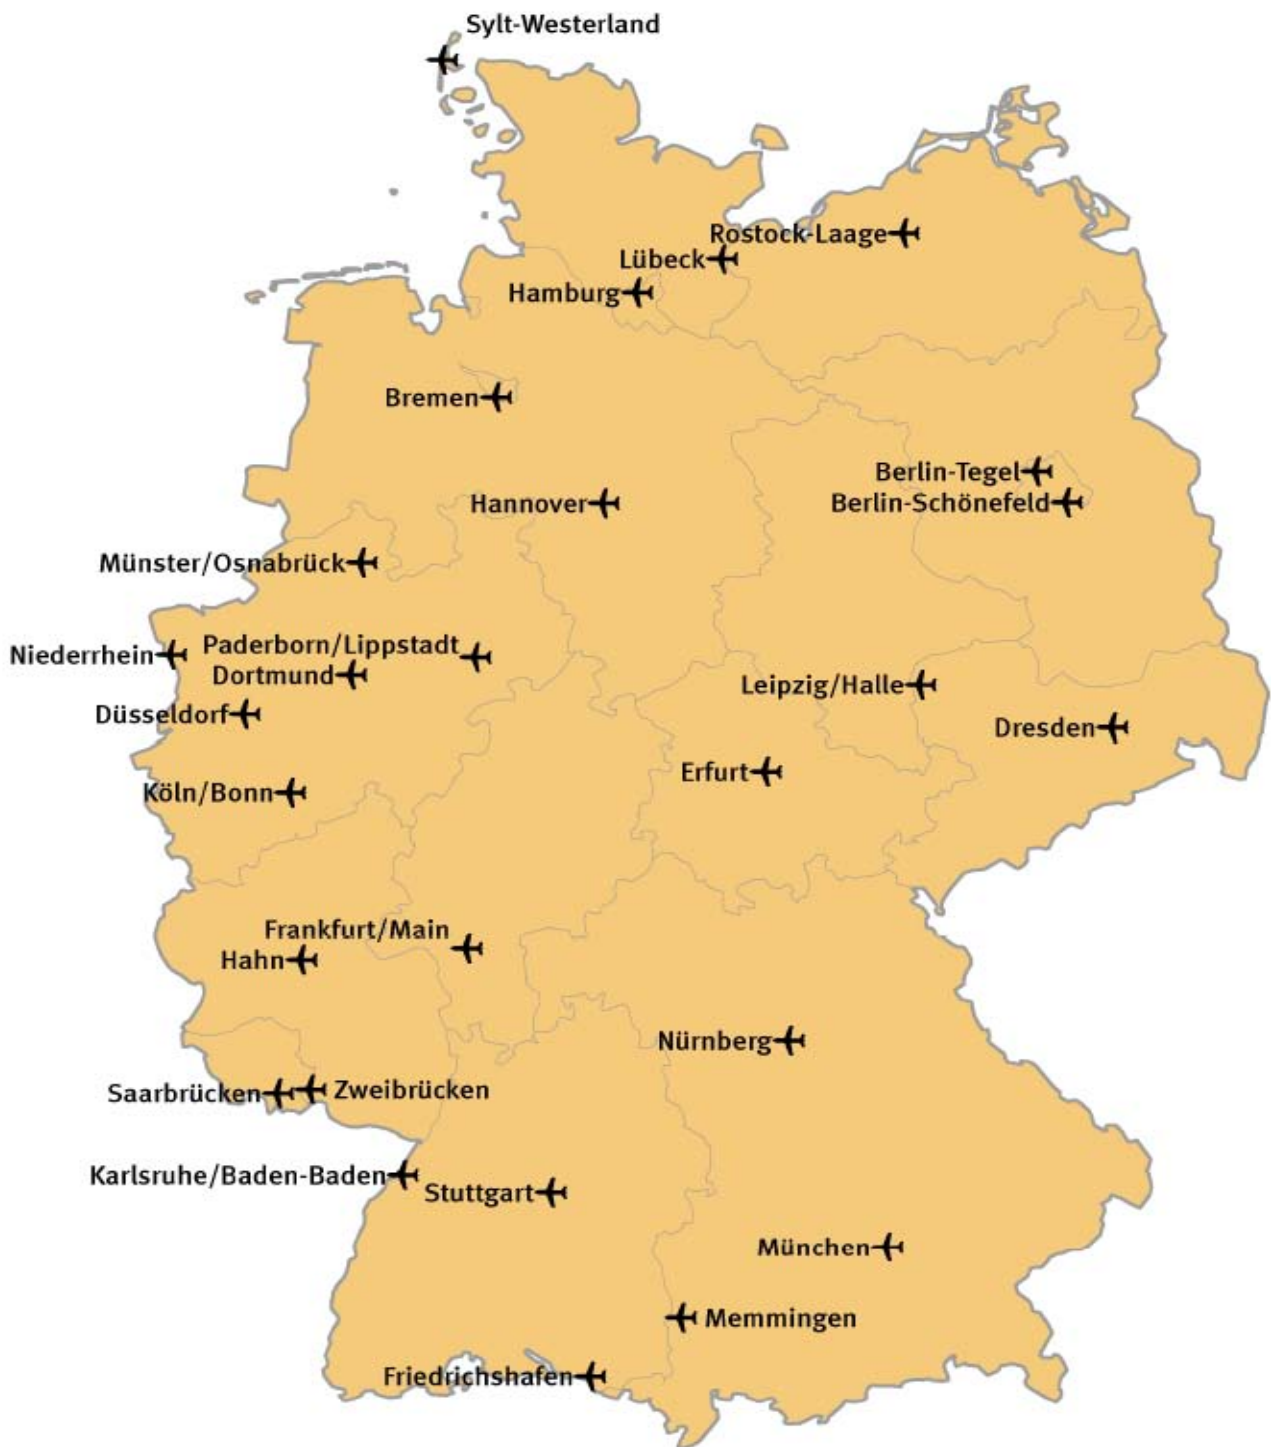 Sylt-Westerland
Rostock-Laage
Lübeck
Hamburg
Bremen
Berlin-Tegel
Berlin-Schönefeld
Hannover
Münster/Osnabrück
Paderborn/Lippstadt
Niederrhein
Dortmund
Leipzig/Halle
Düsseldorf
Dresden
Erfurt
Köln/Bonn
Frankfurt/Main
Hahn
Nürnberg
Saarbrücken
Zweibrücken
Karlsruhe/Baden-Baden
Stuttgart
München
Memmingen
Friedrichshafen